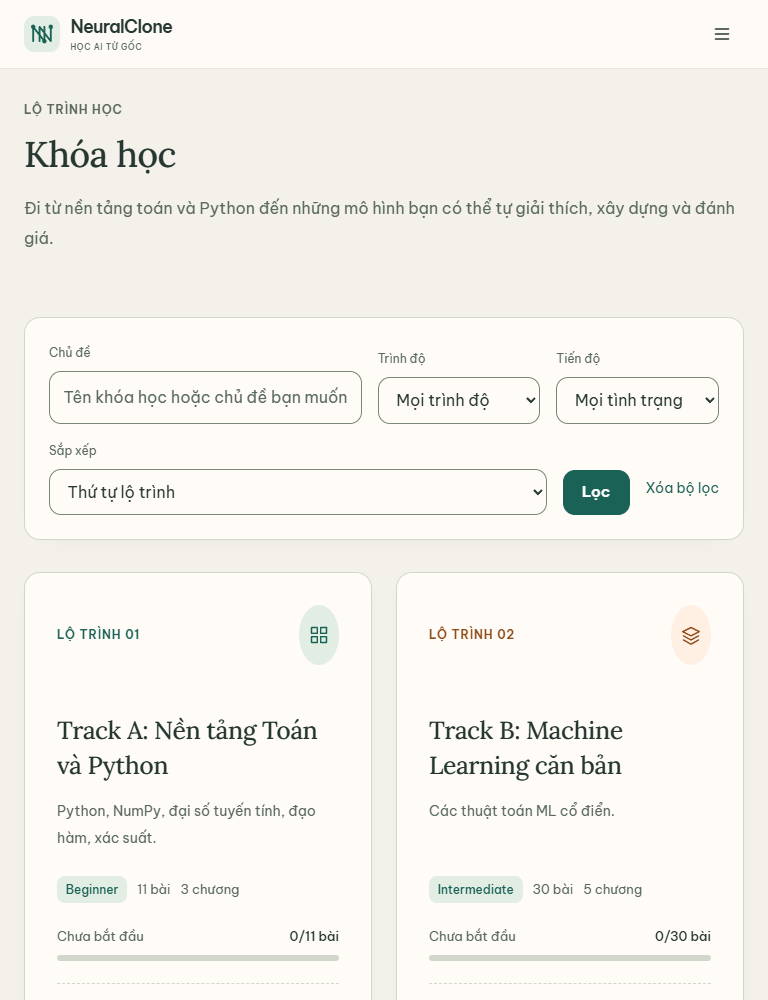 NeuralClone
HỌC AI TỪ GỐC
LỘ TRÌNH HỌC
Khóa học
Đi từ nền tảng toán và Python đến những mô hình bạn có thể tự giải thích, xây dựng và đánh
giá.
Chủ đề
Trình độ
Tiến độ
Tên khóa học hoặc chủ đề bạn muốn
Mọi trình độ
Mọi tình trạng
Sắp xếp
Thứ tự lộ trình
Lọc
Xóa bộ lọc
LỘ TRÌNH 01
Track A: Nền tảng Toán
và Python
Python, NumPy, đại số tuyến tính, đạo
hàm, xác suất.
Beginner 11 bài 3 chương
Chưa bắt đầu 0/11 bài
LỘ TRÌNH 02
Track B: Machine
Learning căn bản
Các thuật toán ML cổ điển.
Intermediate 30 bài 5 chương
Chưa bắt đầu 0/30 bài